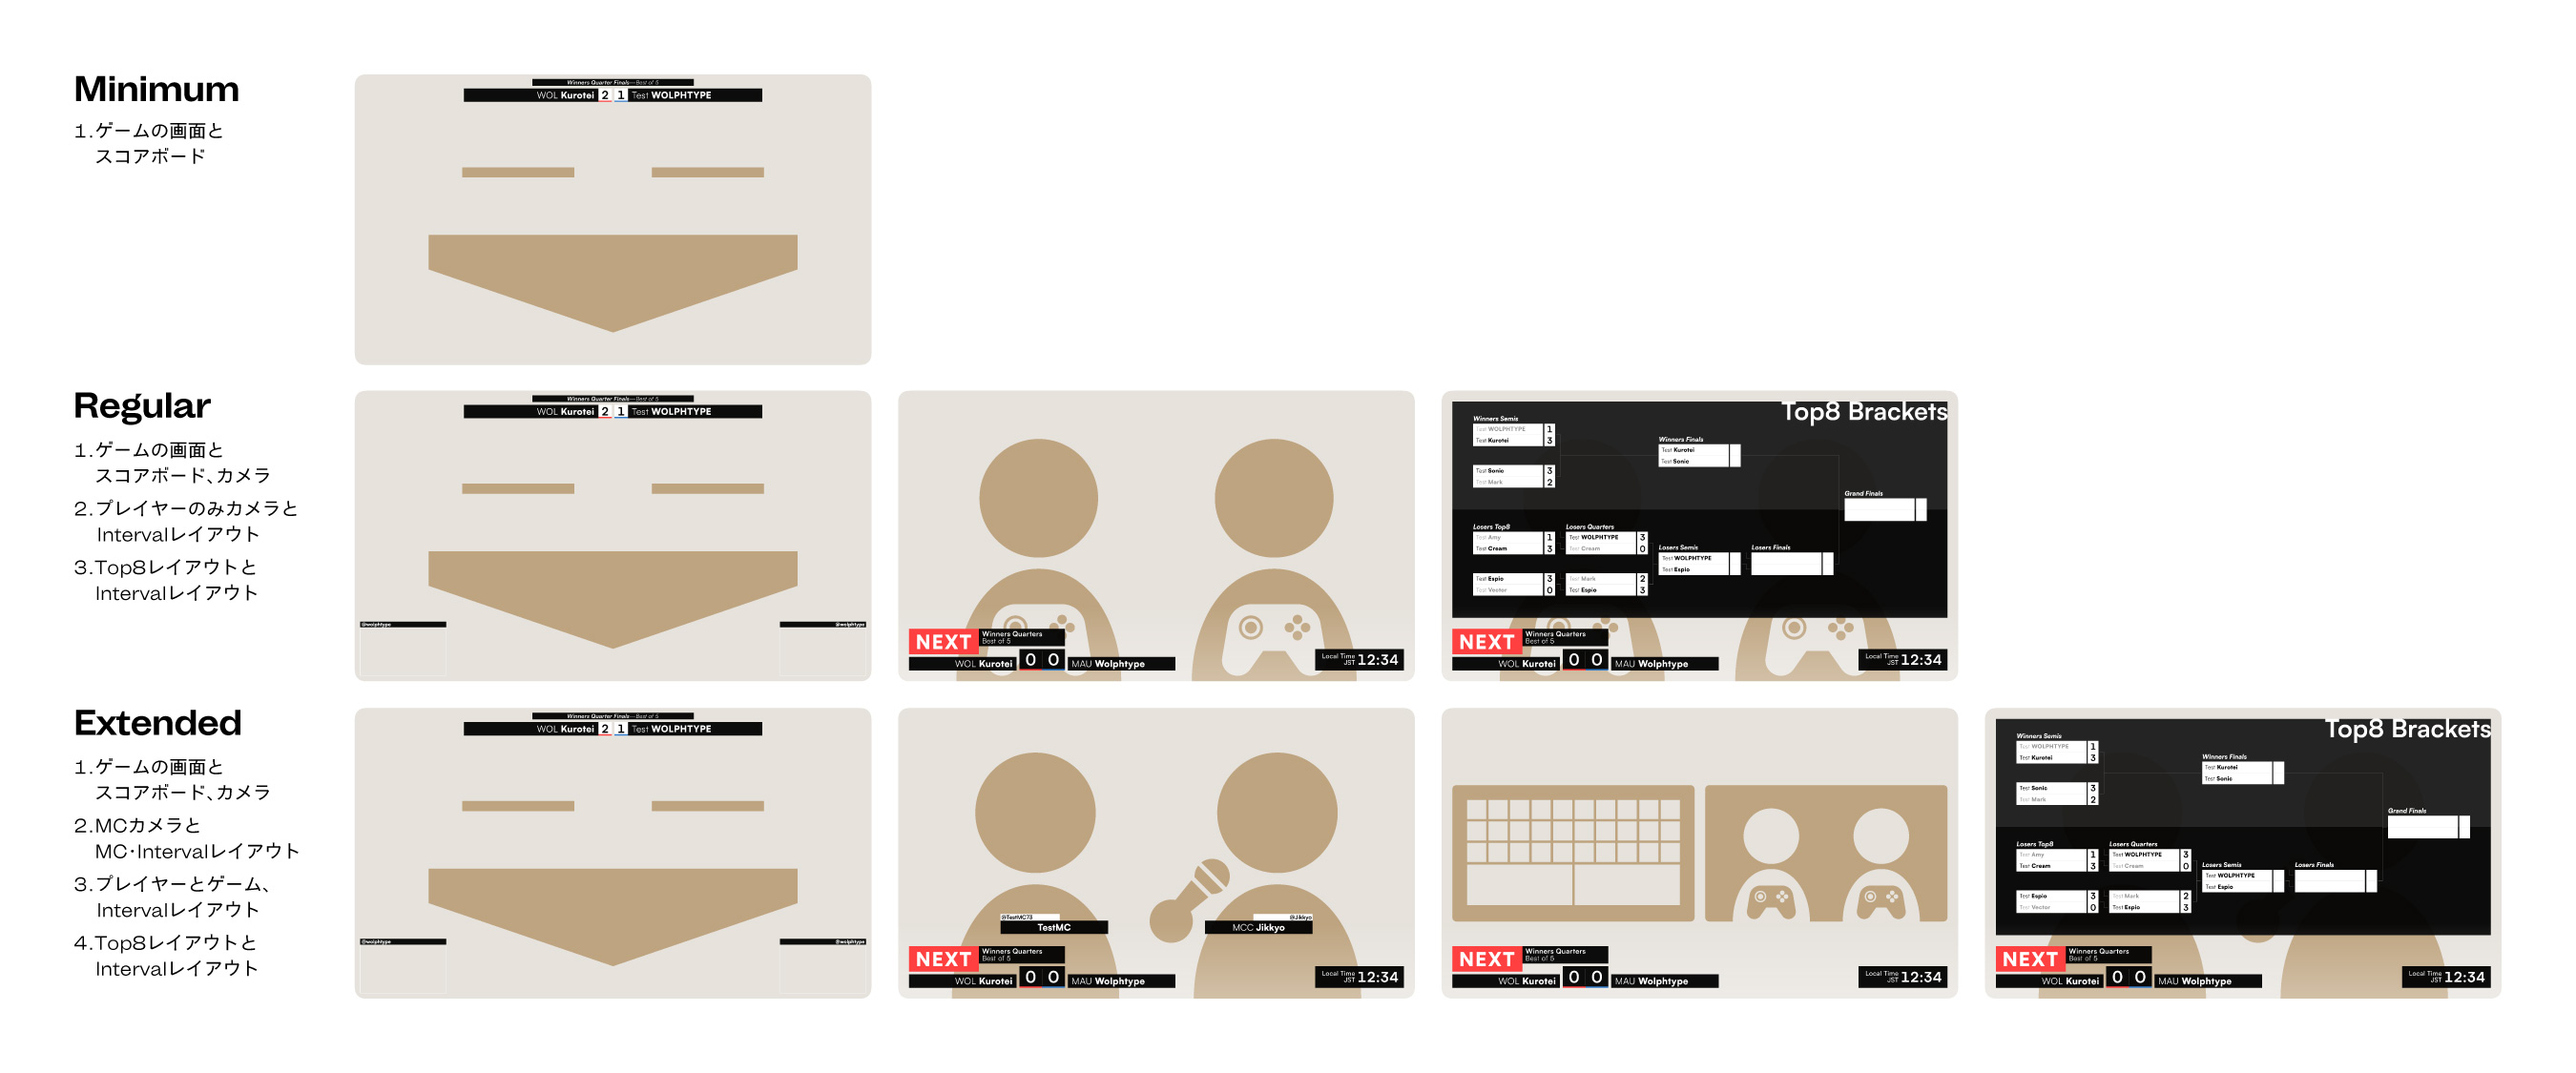 Minimum
1.ゲームの画面と
スコアボード
Winners Quarter Finals—Best of 5
WOL Kurotei 2 1 Test WOLPHTYPE
Regular
1.ゲームの画面と
スコアボード、カメラ
2.プレイヤーのみカメラと
Intervalレイアウト
3.Top8レイアウトと
Intervalレイアウト
Winners Quarter Finals—Best of 5
WOL Kurotei 2 1 Test WOLPHTYPE
@wolphtype
@wolphtype
NEXT
Winners Quarters
Best of 5
WOL Kurotei 0 0 MAU Wolphtype
Local Time
JST 12:34
Top8 Brackets
Winners Semis
Test WOLPHTYPE 1
Test Kurotei 3
Test Sonic 3
Test Mark 2
Winners Finals
Test Kurotei
Test Sonic
Grand Finals
Losers Top8
Test Amy 1
Test Cream 3
Test Espio 3
Test Vector 0
Losers Quarters
Test WOLPHTYPE 3
Test Cream 0
Test Mark 2
Test Espio 3
Losers Semis
Test WOLPHTYPE
Test Espio
Losers Finals
NEXT
Winners Quarters
Best of 5
WOL Kurotei 0 0 MAU Wolphtype
Local Time
JST 12:34
Extended
1.ゲームの画面と
スコアボード、カメラ
2.MCカメラと
MC・Intervalレイアウト
3.プレイヤーとゲーム、
Intervalレイアウト
4.Top8レイアウトと
Intervalレイアウト
Winners Quarter Finals—Best of 5
WOL Kurotei 2 1 Test WOLPHTYPE
@wolphtype
@wolphtype
@TestMC73
TestMC
@Jikkyo
MCC Jikkyo
NEXT
Winners Quarters
Best of 5
WOL Kurotei 0 0 MAU Wolphtype
Local Time
JST 12:34
NEXT
Winners Quarters
Best of 5
WOL Kurotei 0 0 MAU Wolphtype
Local Time
JST 12:34
Top8 Brackets
Winners Semis
Test WOLPHTYPE 1
Test Kurotei 3
Test Sonic 3
Test Mark 2
Winners Finals
Test Kurotei
Test Sonic
Grand Finals
Losers Top8
Test Amy 1
Test Cream 3
Test Espio 3
Test Vector 0
Losers Quarters
Test WOLPHTYPE 3
Test Cream 0
Test Mark 2
Test Espio 3
Losers Semis
Test WOLPHTYPE
Test Espio
Losers Finals
NEXT
Winners Quarters
Best of 5
WOL Kurotei 0 0 MAU Wolphtype
Local Time
JST 12:34